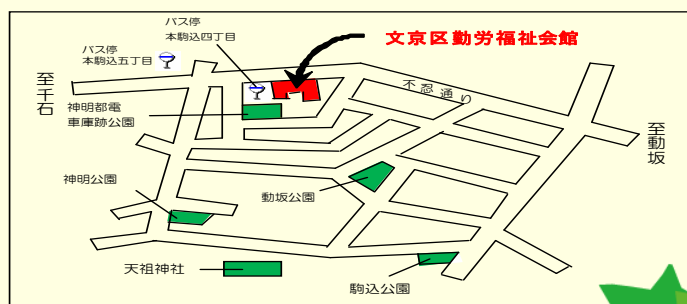 バス停
本駒込四丁目
文京区勤労福祉会館
バス停
本駒込五丁目
至千石
不忍通り
神明都電
車庫跡公園
至動坂
神明公園
動坂公園
天祖神社
駒込公園